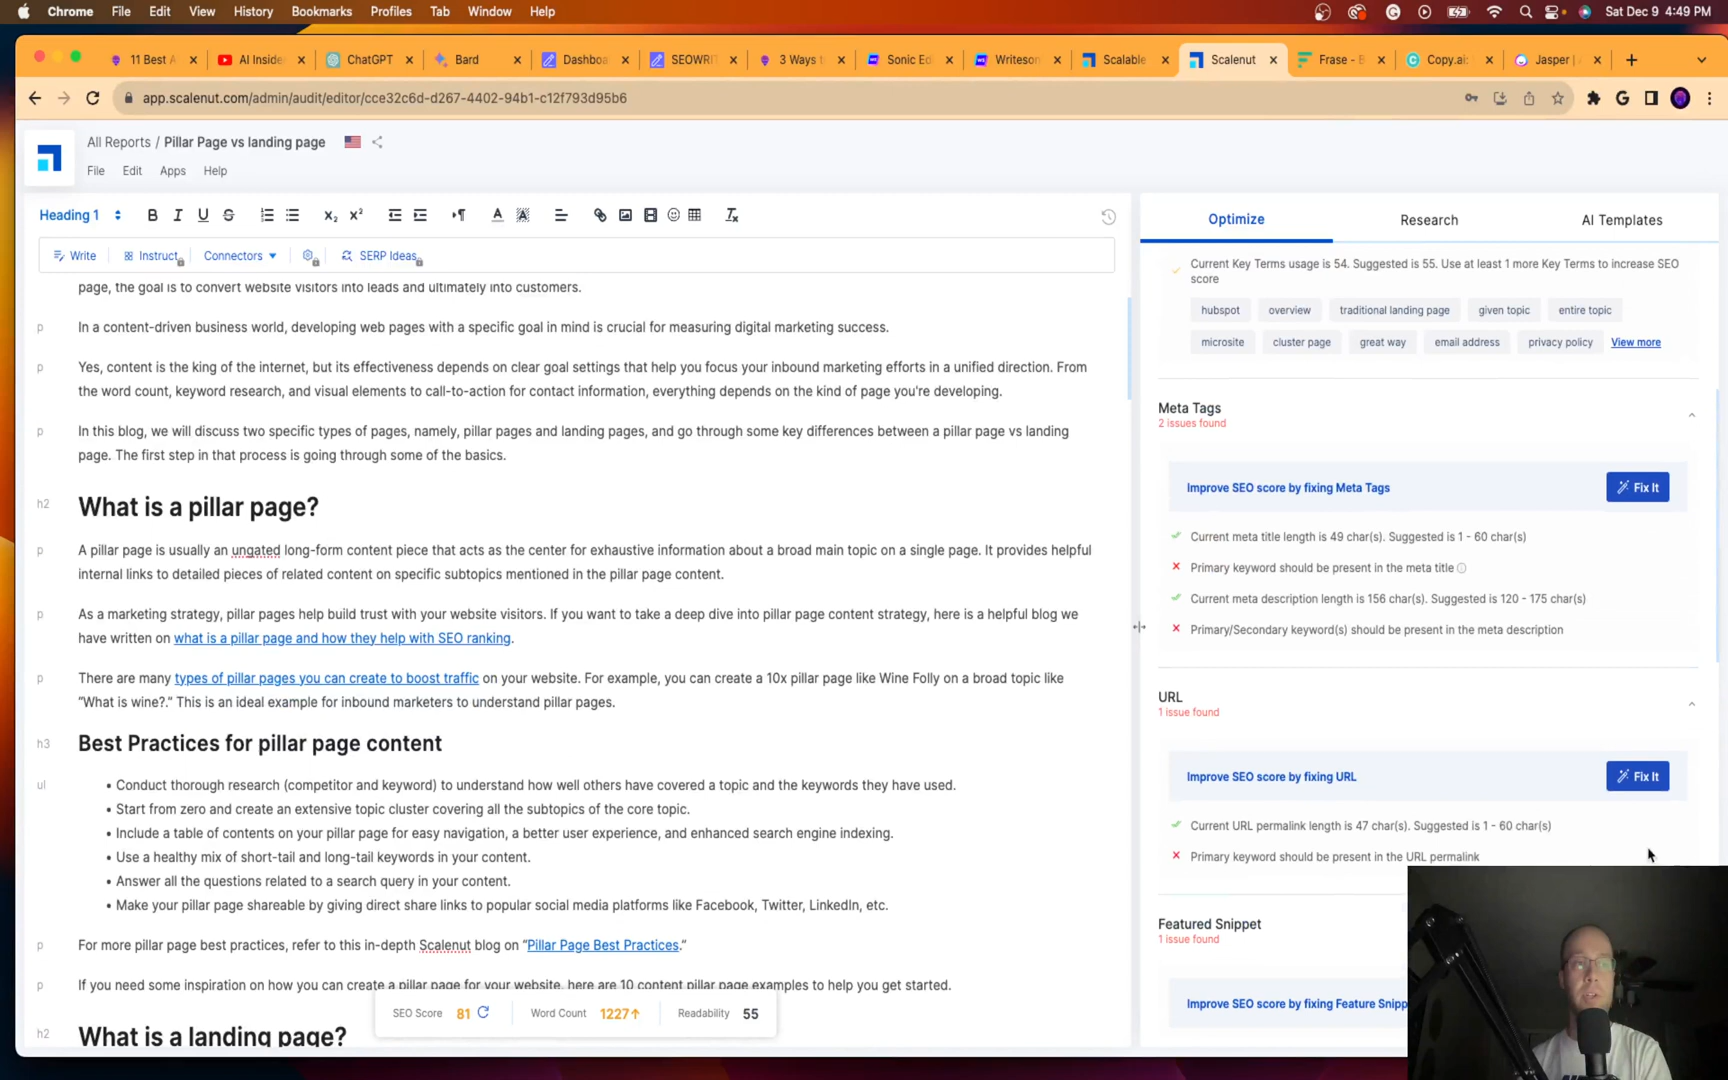 Chrome File Edit View History Bookmarks Profiles Tab Window Help Sat Dec 9 4:49 PM
11 Best A AI Inside ChatGPT Bard Dashboa SEOWRIT 3 Ways t Sonic Ed Writeson Scalable Scalenut Frase - B Copy.ai: Jasper |
app.scalenut.com/admin/audit/editor/cce32c6d-d267-4402-94b1-c12f793d95b6
All Reports / Pillar Page vs landing page
File Edit Apps Help
Heading 1
Write Instruct Connectors SERP Ideas
page, the goal is to convert website visitors into leads and ultimately into customers.
p In a content-driven business world, developing web pages with a specific goal in mind is crucial for measuring digital marketing success.
p Yes, content is the king of the internet, but its effectiveness depends on clear goal settings that help you focus your inbound marketing efforts in a unified direction. From
the word count, keyword research, and visual elements to call-to-action for contact information, everything depends on the kind of page you're developing.
p In this blog, we will discuss two specific types of pages, namely, pillar pages and landing pages, and go through some key differences between a pillar page vs landing
page. The first step in that process is going through some of the basics.
h2 What is a pillar page?
p A pillar page is usually an ungated long-form content piece that acts as the center for exhaustive information about a broad main topic on a single page. It provides helpful
internal links to detailed pieces of related content on specific subtopics mentioned in the pillar page content.
p As a marketing strategy, pillar pages help build trust with your website visitors. If you want to take a deep dive into pillar page content strategy, here is a helpful blog we
have written on what is a pillar page and how they help with SEO ranking.
p There are many types of pillar pages you can create to boost traffic on your website. For example, you can create a 10x pillar page like Wine Folly on a broad topic like
“What is wine?.” This is an ideal example for inbound marketers to understand pillar pages.
h3 Best Practices for pillar page content
ul • Conduct thorough research (competitor and keyword) to understand how well others have covered a topic and the keywords they have used.
• Start from zero and create an extensive topic cluster covering all the subtopics of the core topic.
• Include a table of contents on your pillar page for easy navigation, a better user experience, and enhanced search engine indexing.
• Use a healthy mix of short-tail and long-tail keywords in your content.
• Answer all the questions related to a search query in your content.
• Make your pillar page shareable by giving direct share links to popular social media platforms like Facebook, Twitter, LinkedIn, etc.
p For more pillar page best practices, refer to this in-depth Scalenut blog on “Pillar Page Best Practices.”
p If you need some inspiration on how you can create a pillar page for your website, here are 10 content pillar page examples to help you get started.
h2 What is a landing page?
SEO Score 81 Word Count 1227↑ Readability 55
Optimize Research AI Templates
Current Key Terms usage is 54. Suggested is 55. Use at least 1 more Key Terms to increase SEO
score
hubspot overview traditional landing page given topic entire topic
microsite cluster page great way email address privacy policy View more
Meta Tags
2 issues found
Improve SEO score by fixing Meta Tags Fix It
Current meta title length is 49 char(s). Suggested is 1 - 60 char(s)
Primary keyword should be present in the meta title
Current meta description length is 156 char(s). Suggested is 120 - 175 char(s)
Primary/Secondary keyword(s) should be present in the meta description
URL
1 issue found
Improve SEO score by fixing URL Fix It
Current URL permalink length is 47 char(s). Suggested is 1 - 60 char(s)
Primary keyword should be present in the URL permalink
Featured Snippet
1 issue found
Improve SEO score by fixing Feature Snipp